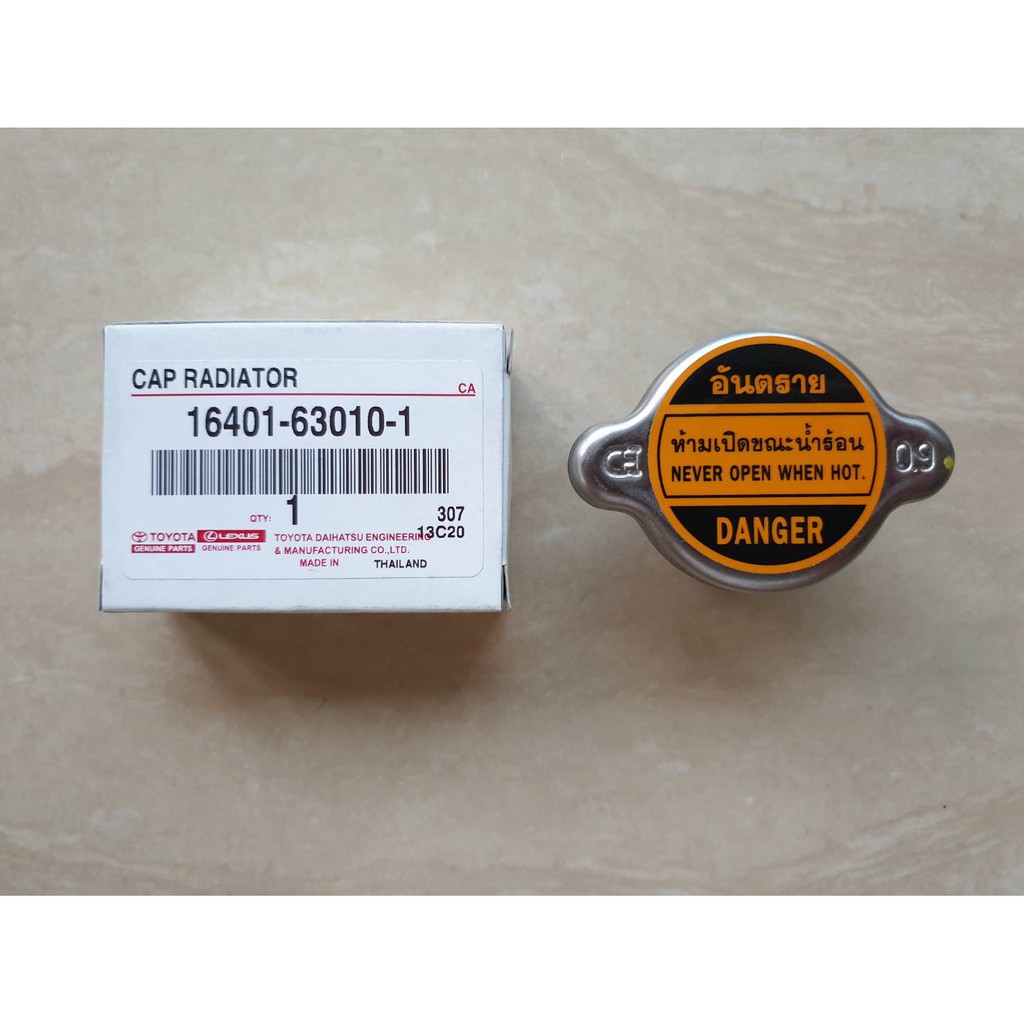 CAP RADIATOR
CA
16401-63010-1
QTY: 1
307
13C20
TOYOTA
GENUINE PARTS
LEXUS
GENUINE PARTS
TOYOTA DAIHATSU ENGINEERING
& MANUFACTURING CO.,LTD.
MADE IN THAILAND
อันตราย
ห้ามเปิดขณะน้ำร้อน
NEVER OPEN WHEN HOT.
DANGER
0.9